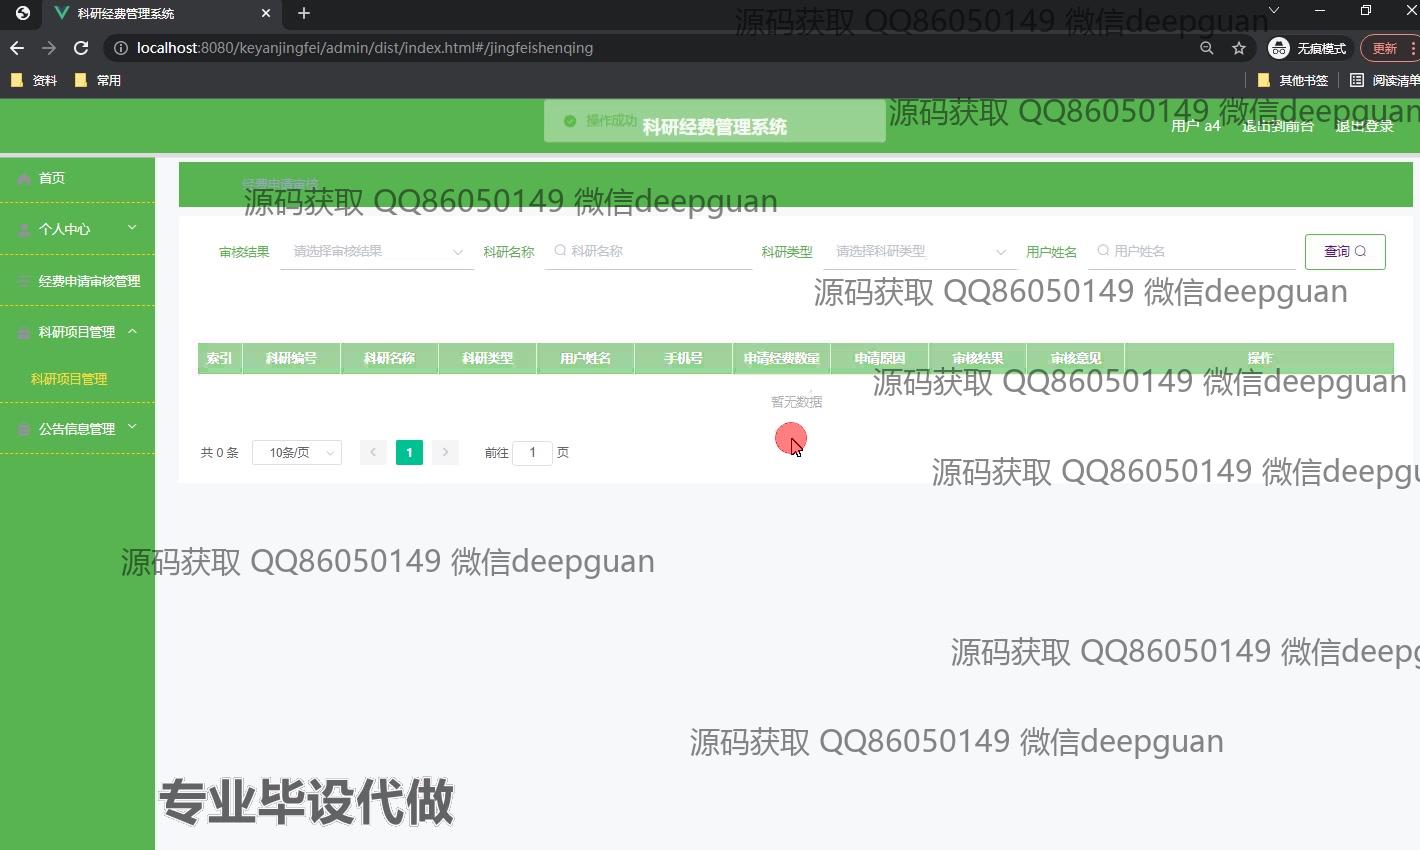 科研经费管理系统
源码获取 QQ86050149 微信deepguan
localhost:8080/keyanjingfei/admin/dist/index.html#/jingfeishenqing
无痕模式
更新
资料
常用
其他书签
阅读清单
操作成功
科研经费管理系统
源码获取 QQ86050149 微信deepguan
用户 a4
退出到前台
退出登录
首页
经费申请审核
源码获取 QQ86050149 微信deepguan
个人中心
审核结果 请选择审核结果 科研名称 科研名称 科研类型 请选择科研类型 用户姓名 用户姓名 查询
经费申请审核管理
源码获取 QQ86050149 微信deepguan
科研项目管理
索引 科研编号 科研名称 科研类型 用户姓名 手机号 申请经费数量 申请原因 审核结果 审核意见 操作
科研项目管理
源码获取 QQ86050149 微信deepguan
暂无数据
公告信息管理
共 0 条 10条/页 1 前往 1 页
源码获取 QQ86050149 微信deepgu
源码获取 QQ86050149 微信deepguan
源码获取 QQ86050149 微信deepg
源码获取 QQ86050149 微信deepguan
专业毕设代做